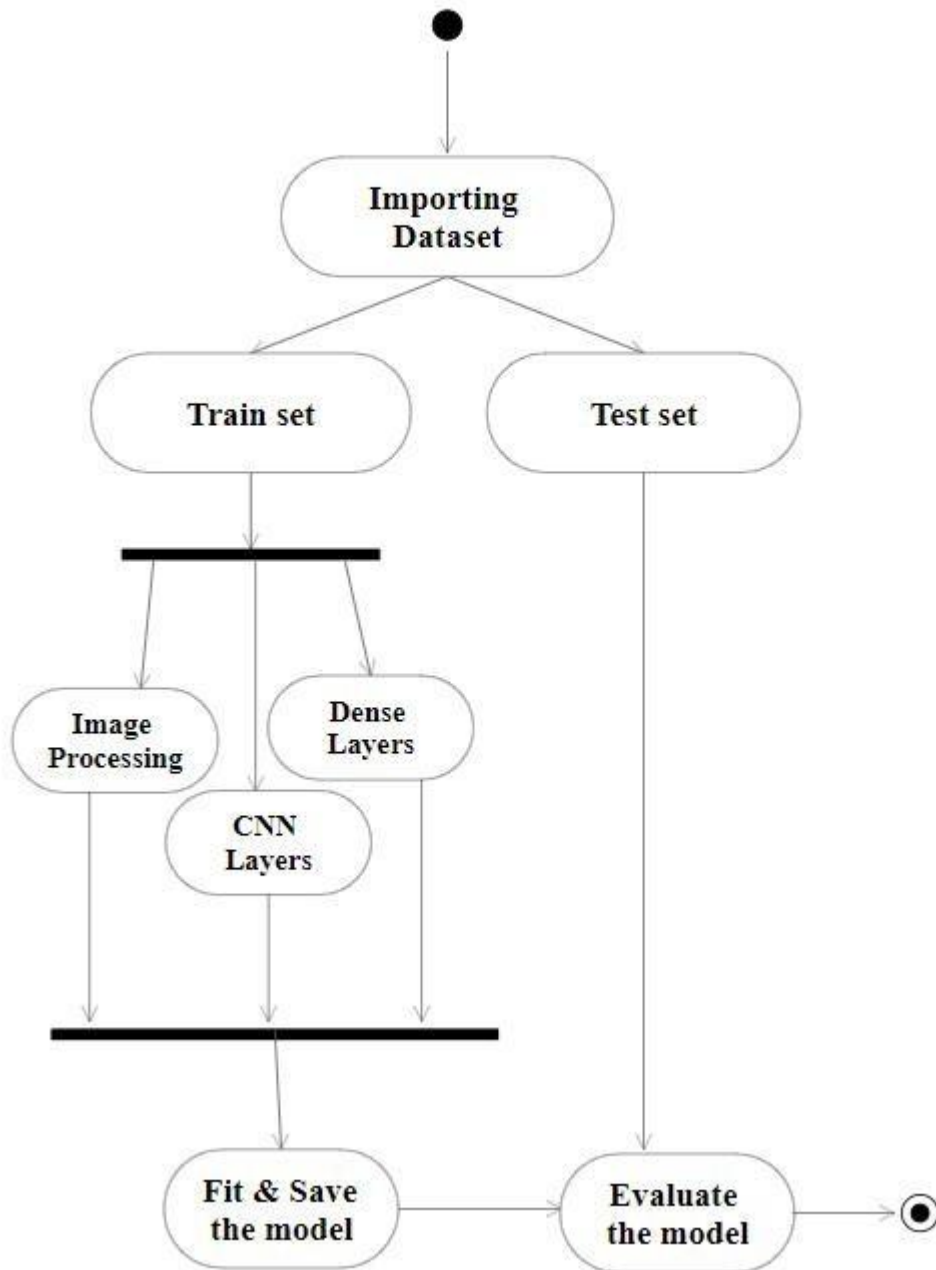 Importing
Dataset
Train set
Test set
Image
Processing
Dense
Layers
CNN
Layers
Fit & Save
the model
Evaluate
the model